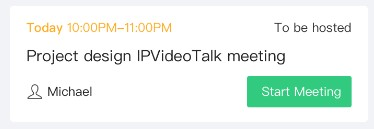 Today 10:00PM-11:00PM To be hosted
Project design IPVideoTalk meeting
Michael Start Meeting